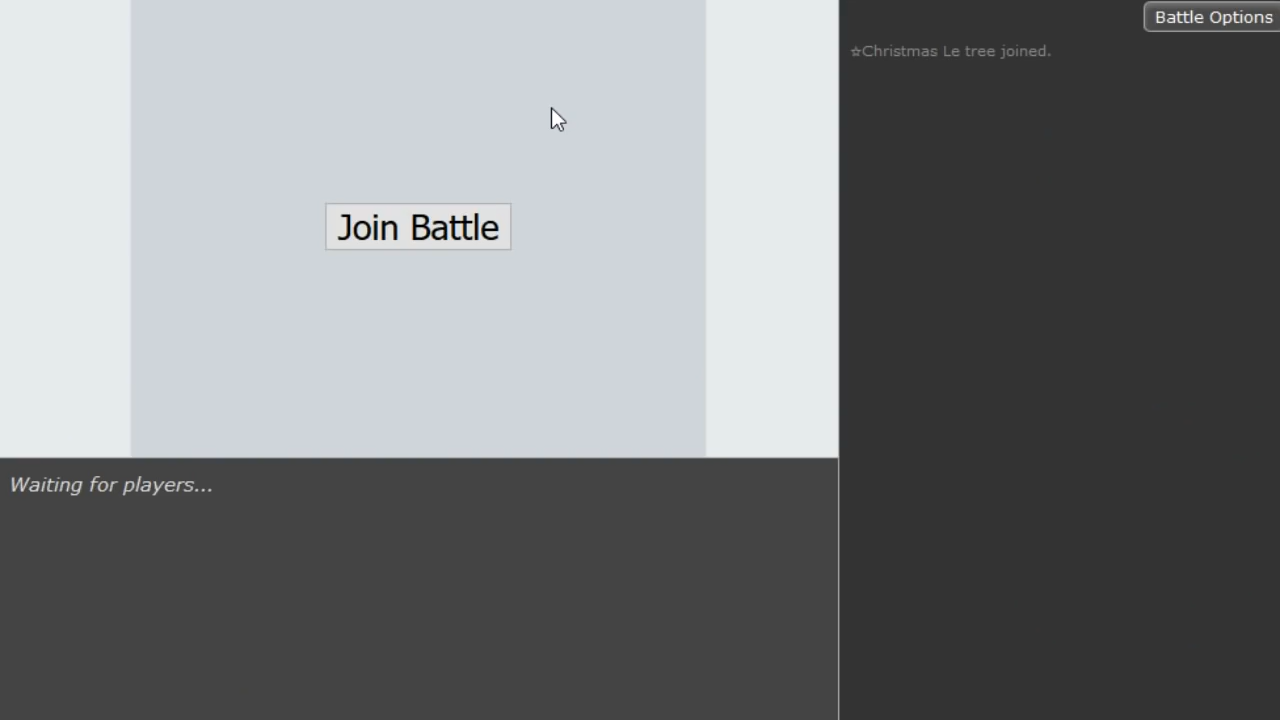 Battle Options
☆Christmas Le tree joined.
Join Battle
Waiting for players...